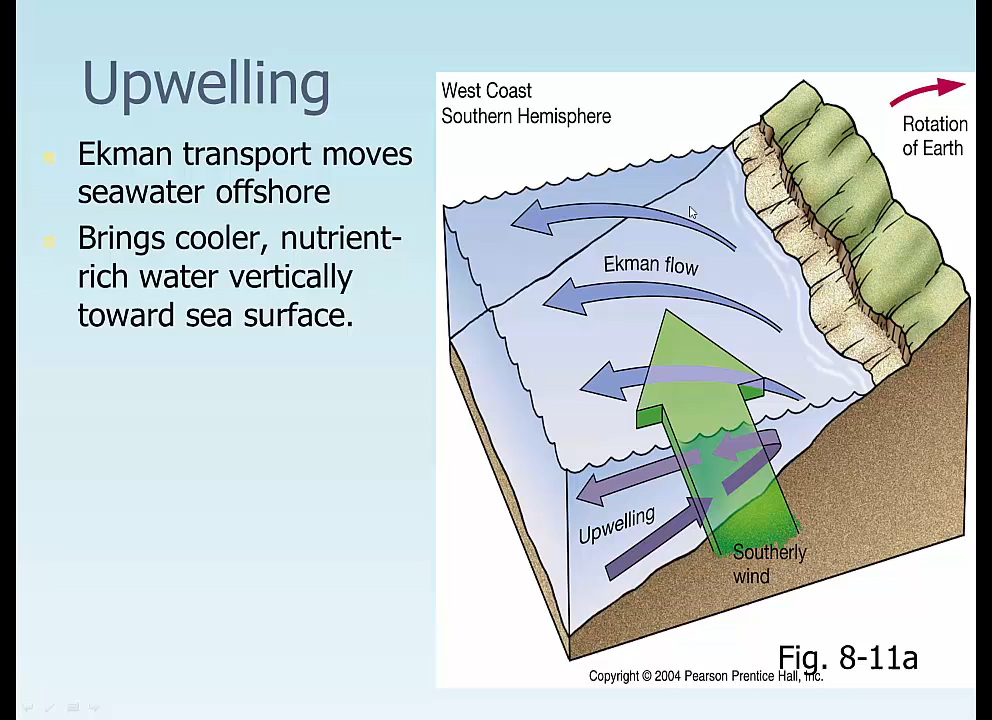 Upwelling
Ekman transport moves
seawater offshore
Brings cooler, nutrient-
rich water vertically
toward sea surface.
West Coast
Southern Hemisphere
Rotation
of Earth
Ekman flow
Upwelling
Southerly
wind
Fig. 8-11a
Copyright © 2004 Pearson Prentice Hall, Inc.